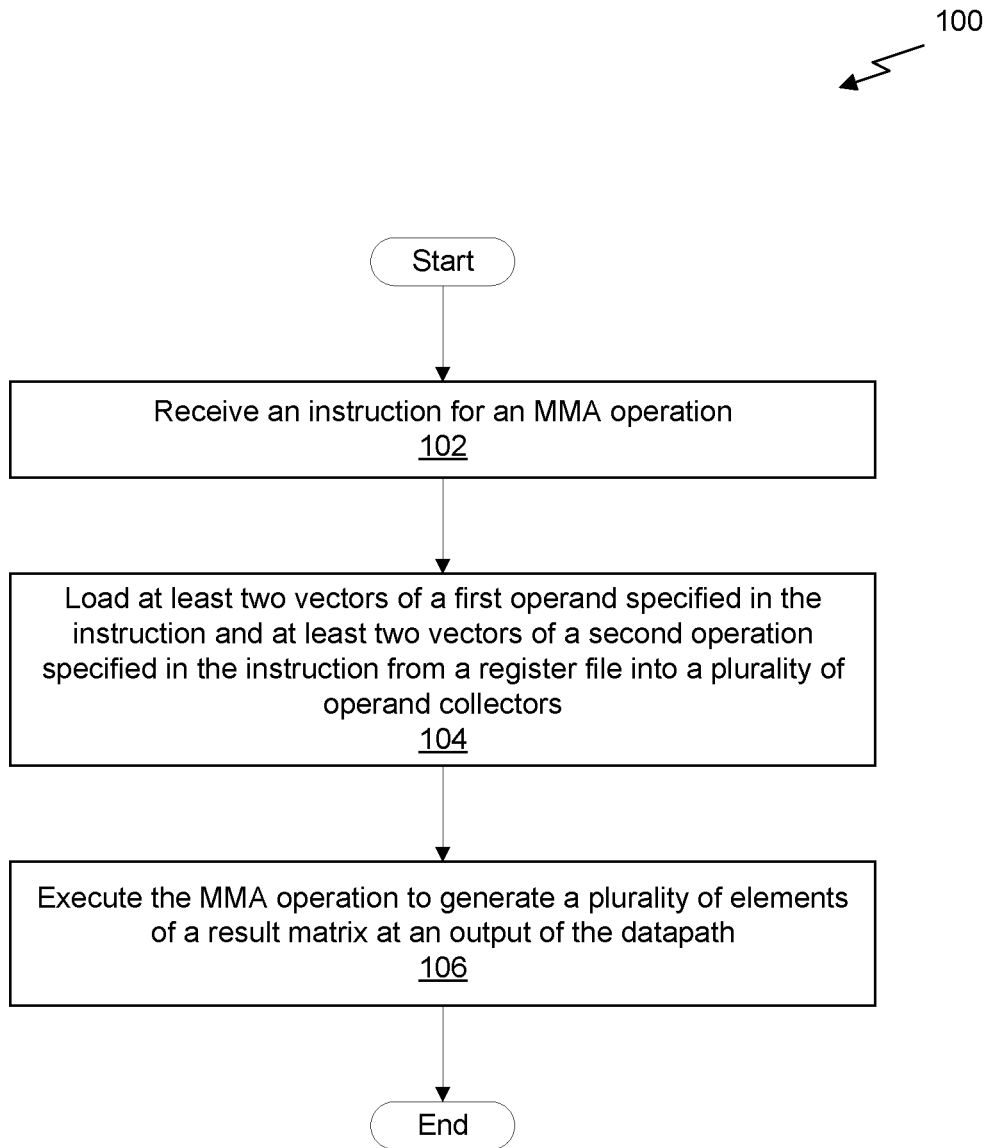 100
Start
Receive an instruction for an MMA operation
102
Load at least two vectors of a first operand specified in the
instruction and at least two vectors of a second operation
specified in the instruction from a register file into a plurality of
operand collectors
104
Execute the MMA operation to generate a plurality of elements
of a result matrix at an output of the datapath
106
End